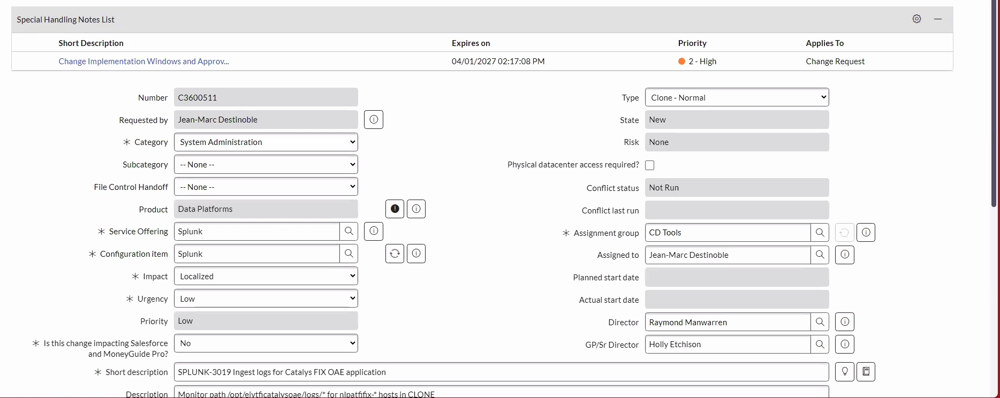 Special Handling Notes List
Short Description Expires on Priority Applies To
Change Implementation Windows and Approv... 04/01/2027 02:17:08 PM 2 - High Change Request
Number C3600511
Requested by Jean-Marc Destinoble
Category System Administration
Subcategory -- None --
File Control Handoff -- None --
Product Data Platforms
Service Offering Splunk
Configuration item Splunk
Impact Localized
Urgency Low
Priority Low
Is this change impacting Salesforce and MoneyGuide Pro? No
Type Clone - Normal
State New
Risk None
Physical datacenter access required?
Conflict status Not Run
Conflict last run
Assignment group CD Tools
Assigned to Jean-Marc Destinoble
Planned start date
Actual start date
Director Raymond Manwarren
GP/Sr Director Holly Etchison
Short description SPLUNK-3019 Ingest logs for Catalys FIX OAE application
Description Monitor path /opt/ejvtficatalysoae/logs/* for nlpatfifix-* hosts in CLONE